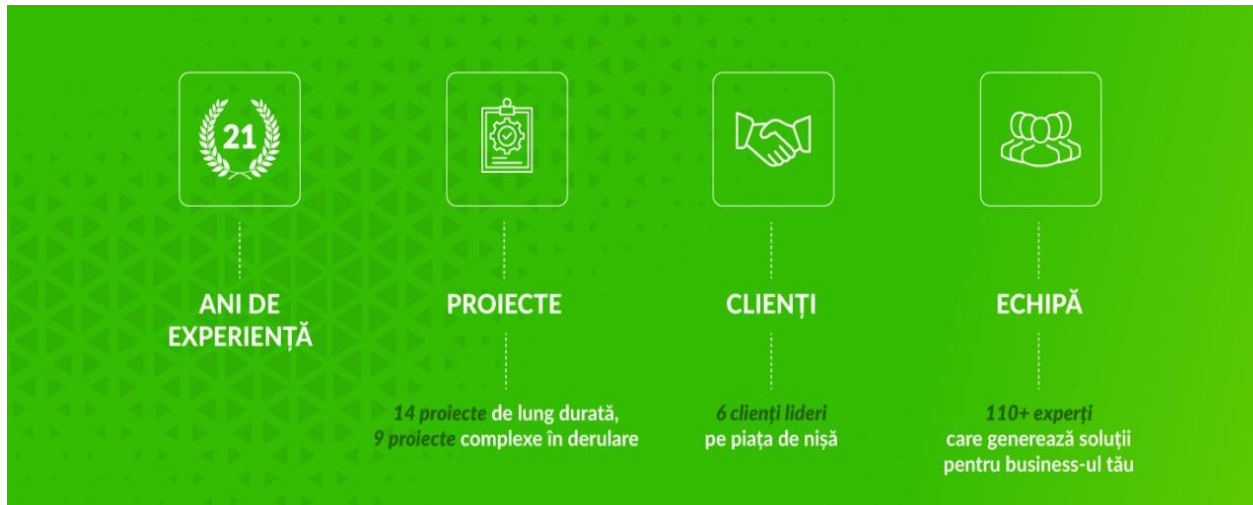 21
ANI DE
EXPERIENȚĂ
PROIECTE
14 proiecte de lung durată,
9 proiecte complexe în derulare
CLIENȚI
6 clienți lideri
pe piața de nișă
ECHIPĂ
110+ experți
care generează soluții
pentru business-ul tău